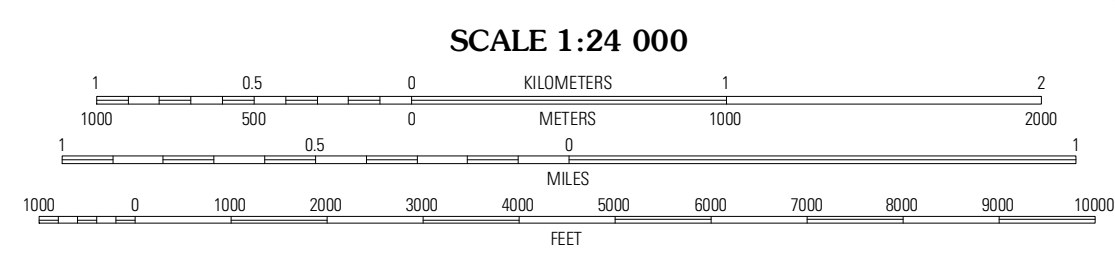 SCALE 1:24 000
1 0.5 0 KILOMETERS 1 2
1000 500 0 METERS 1000 2000
1 0.5 0 1
MILES
1000 0 1000 2000 3000 4000 5000 6000 7000 8000 9000 10000
FEET